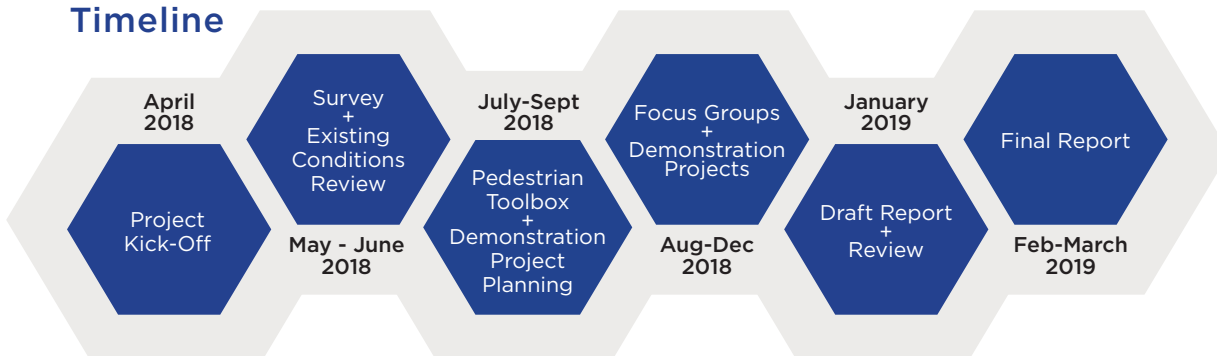 Timeline
April
2018
Project
Kick-Off
Survey
+
Existing
Conditions
Review
May - June
2018
July-Sept
2018
Pedestrian
Toolbox
+
Demonstration
Project
Planning
Focus Groups
+
Demonstration
Projects
Aug-Dec
2018
January
2019
Draft Report
+
Review
Final Report
Feb-March
2019